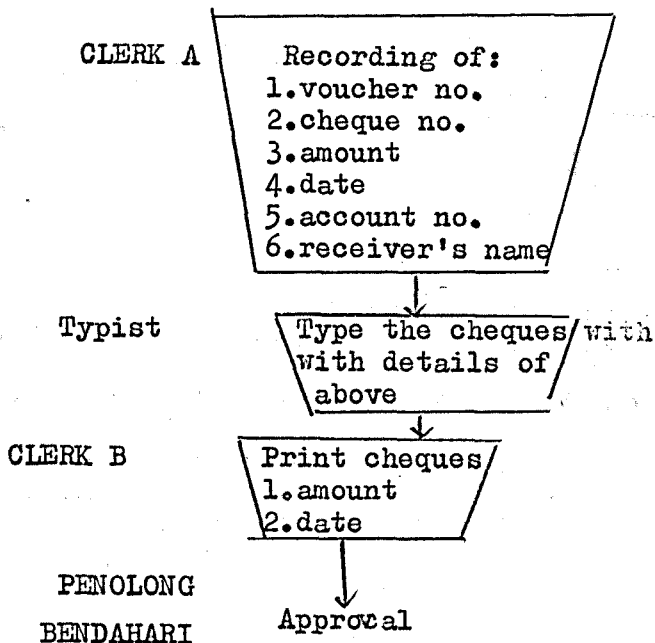 CLERK A
Recording of:
1.voucher no.
2.cheque no.
3.amount
4.date
5.account no.
6.receiver's name
Typist
Type the cheques with
with details of
above
CLERK B
Print cheques
1.amount
2.date
PENOLONG
BENDAHARI
Approval